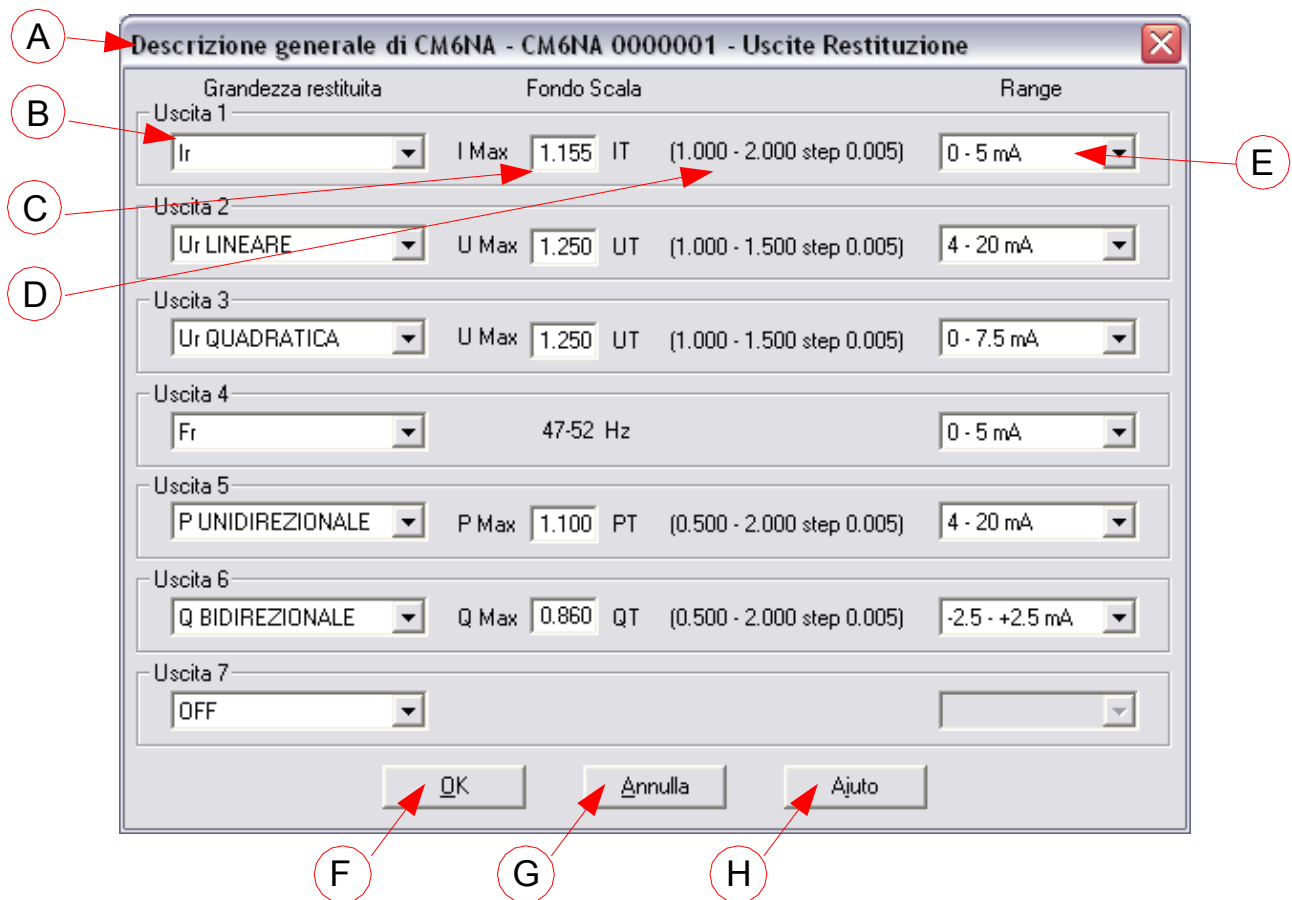 A
Descrizione generale di CM6NA - CM6NA 0000001 - Uscite Restituzione
Grandezza restituita Fondo Scala Range
B
Uscita 1
Ir I Max 1.155 IT (1.000 - 2.000 step 0.005) 0 - 5 mA
E
C
Uscita 2
Ur LINEARE U Max 1.250 UT (1.000 - 1.500 step 0.005) 4 - 20 mA
D
Uscita 3
Ur QUADRATICA U Max 1.250 UT (1.000 - 1.500 step 0.005) 0 - 7.5 mA
Uscita 4
Fr 47-52 Hz 0 - 5 mA
Uscita 5
P UNIDIREZIONALE P Max 1.100 PT (0.500 - 2.000 step 0.005) 4 - 20 mA
Uscita 6
Q BIDIREZIONALE Q Max 0.860 QT (0.500 - 2.000 step 0.005) -2.5 - +2.5 mA
Uscita 7
OFF
OK Annulla Aiuto
F G H